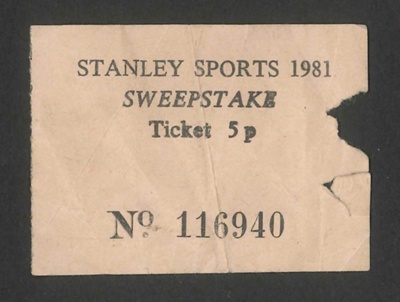 STANLEY SPORTS 1981
SWEEPSTAKE
Ticket 5p
No 116940